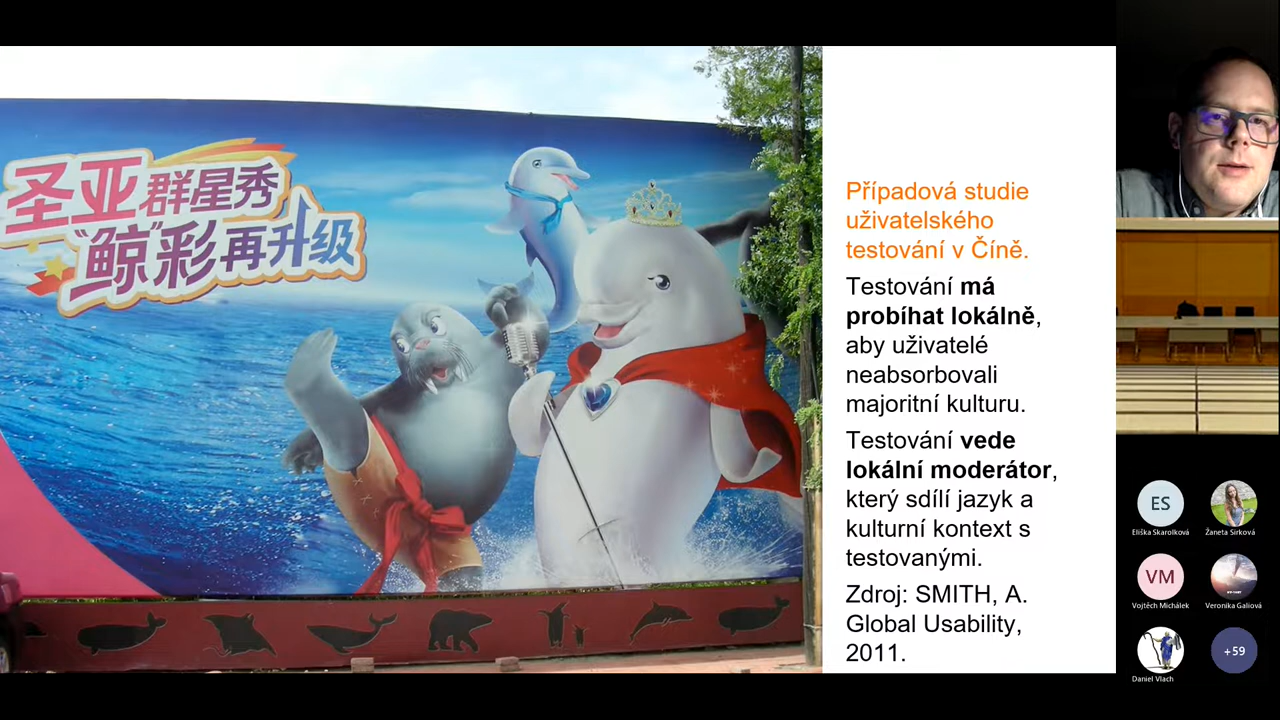 圣亚群星秀
“鲸”彩再升级
Případová studie
uživatelského
testování v Číně.
Testování má
probíhat lokálně,
aby uživatelé
neabsorbovali
majoritní kulturu.
Testování vede
lokální moderátor,
který sdílí jazyk a
kulturní kontext s
testovanými.
Zdroj: SMITH, A.
Global Usability,
2011.
ES
Eliška Skarolková
Žaneta Sirková
VM
Vojtěch Michálek
Veronika Galiová
Daniel Vlach
+59